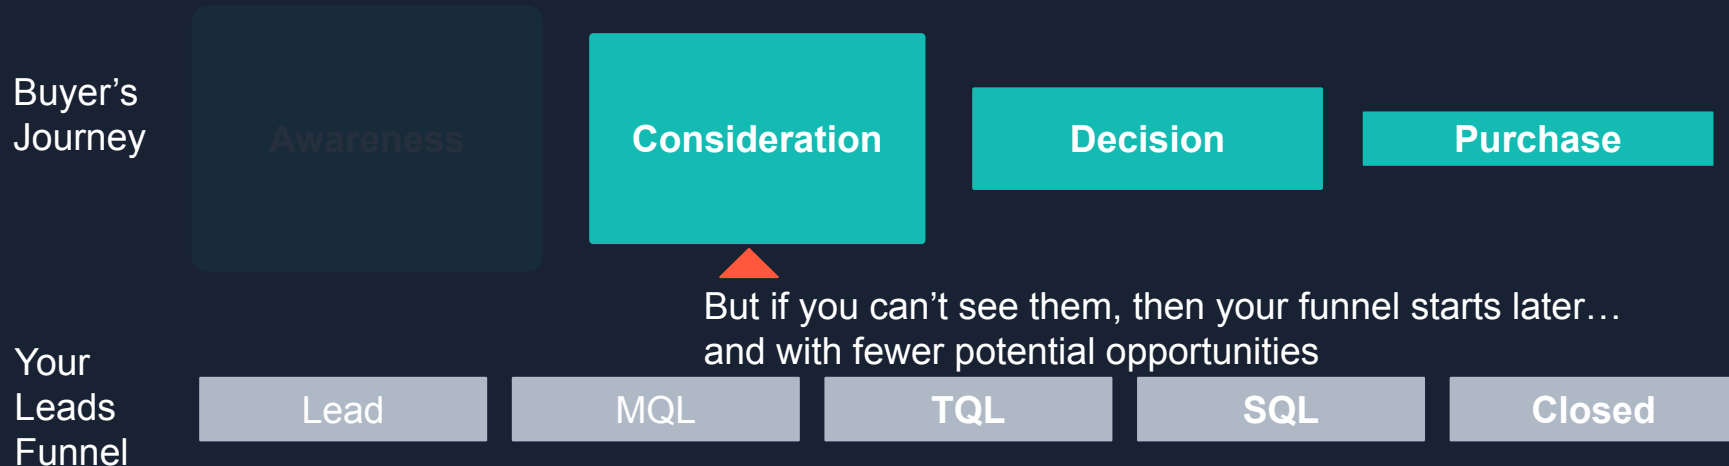 Buyer’s
Journey
Awareness
Consideration
Decision
Purchase
But if you can’t see them, then your funnel starts later…
and with fewer potential opportunities
Your
Leads
Funnel
Lead
MQL
TQL
SQL
Closed